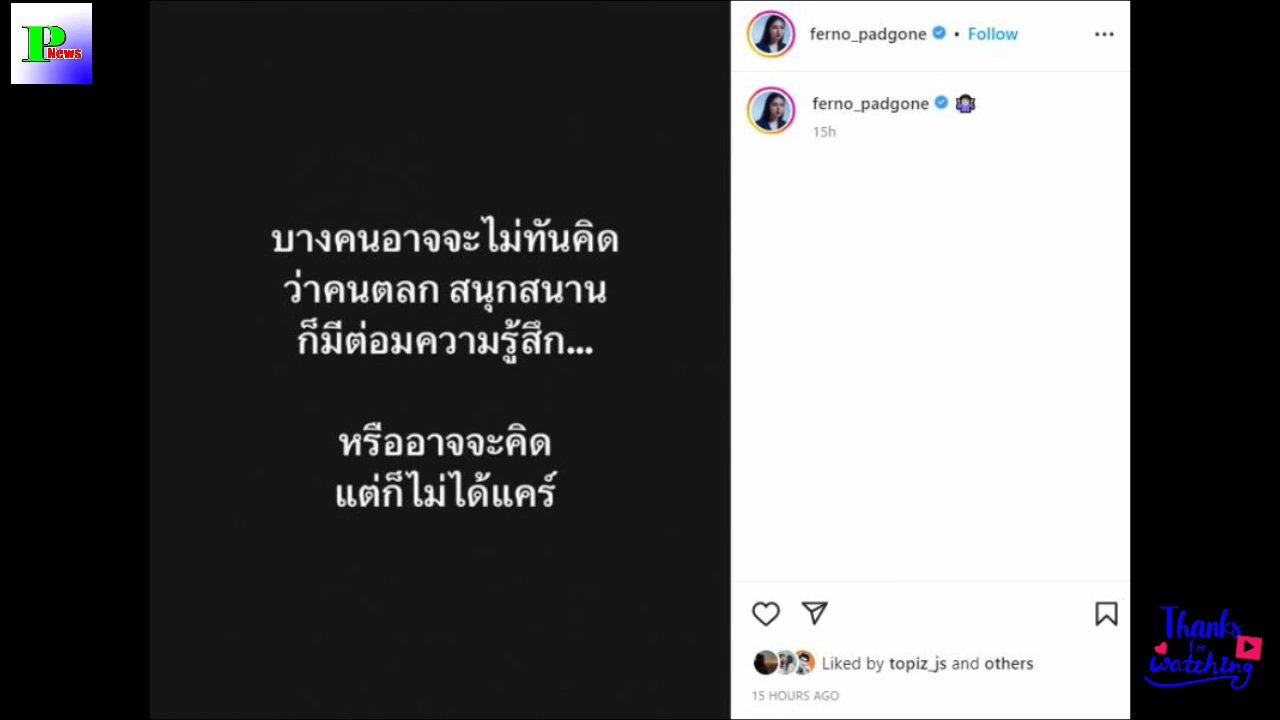 P News
บางคนอาจจะไม่ทันคิด
ว่าคนตลก สนุกสนาน
ก็มีต่อมความรู้สึก...
หรืออาจจะคิด
แต่ก็ไม่ได้แคร์
ferno_padgone • Follow
ferno_padgone 🤷🏻‍♀️
15h
Liked by topiz_js and others
15 HOURS AGO
Thanks
for
watching